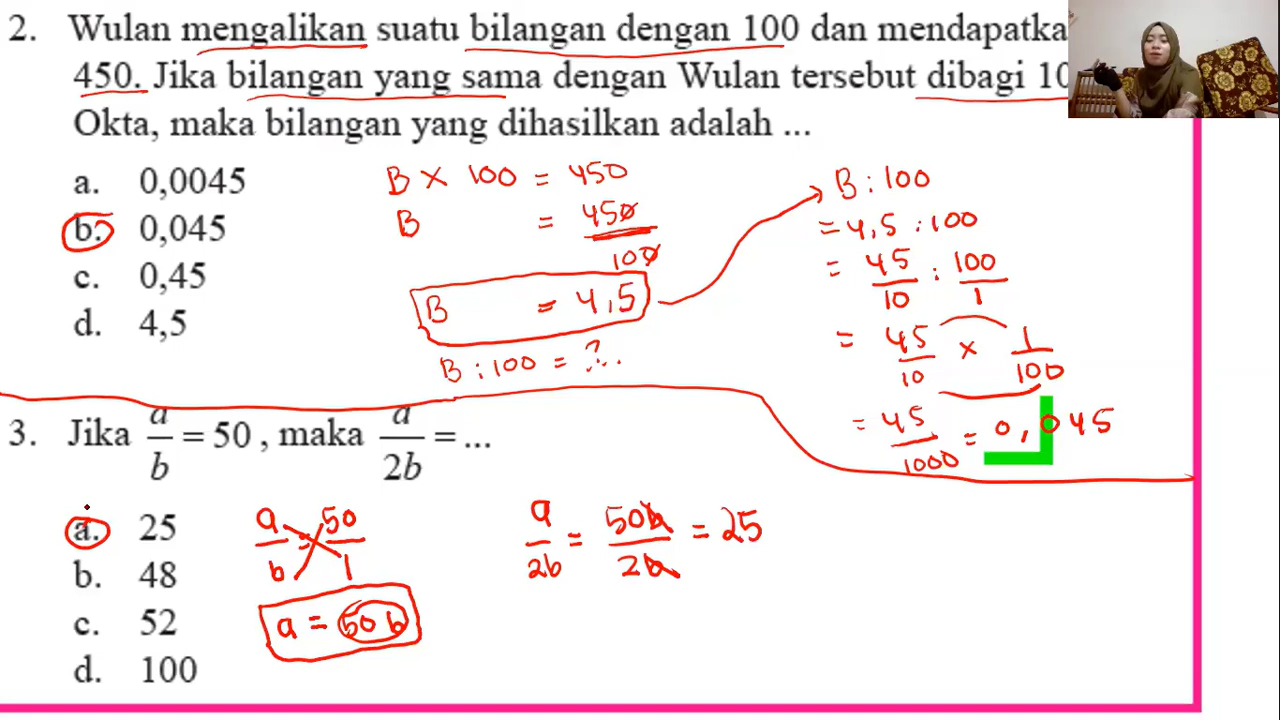 2. Wulan mengalikan suatu bilangan dengan 100 dan mendapatka
450. Jika bilangan yang sama dengan Wulan tersebut dibagi 10
Okta, maka bilangan yang dihasilkan adalah ...
a. 0,0045
b. 0,045
c. 0,45
d. 4,5
B × 100 = 450
B = 450/100
B = 4,5
B : 100 = ?.
B : 100
= 4,5 : 100
= 45/10 : 100/1
= 45/10 × 1/100
= 45/1000 = 0,045
3. Jika a/b = 50, maka a/2b = ...
a. 25
b. 48
c. 52
d. 100
a/b = 50/1
a = 50b
a/2b = 50b/2b = 25